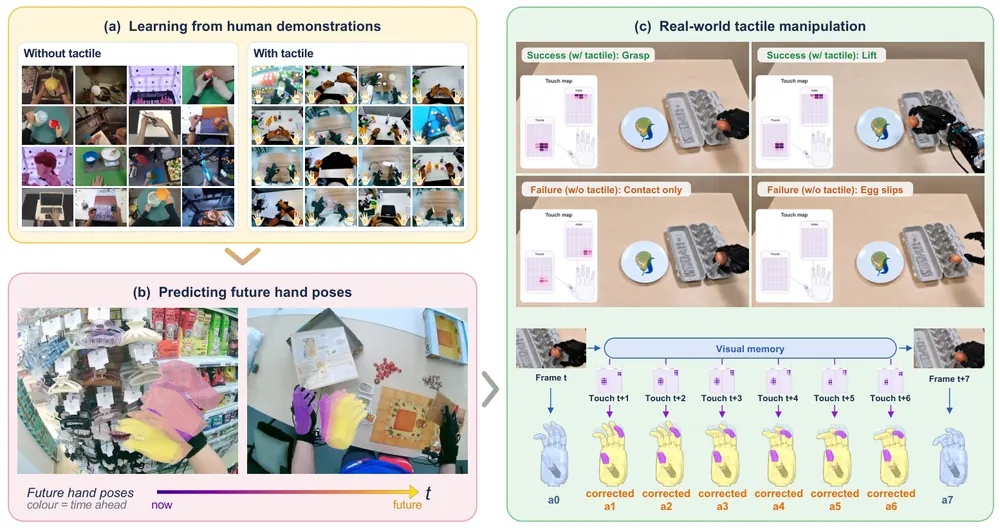 (a) Learning from human demonstrations
Without tactile
With tactile
(b) Predicting future hand poses
Future hand poses
colour = time ahead
now
future
t
(c) Real-world tactile manipulation
Success (w/ tactile): Grasp
Touch map
Index
Thumb
Success (w/ tactile): Lift
Touch map
Index
Thumb
Failure (w/o tactile): Contact only
Touch map
Index
Thumb
Failure (w/o tactile): Egg slips
Touch map
Index
Thumb
Visual memory
Frame t
Frame t+7
Touch t+1
Touch t+2
Touch t+3
Touch t+4
Touch t+5
Touch t+6
a0
corrected
a1
corrected
a2
corrected
a3
corrected
a4
corrected
a5
corrected
a6
a7